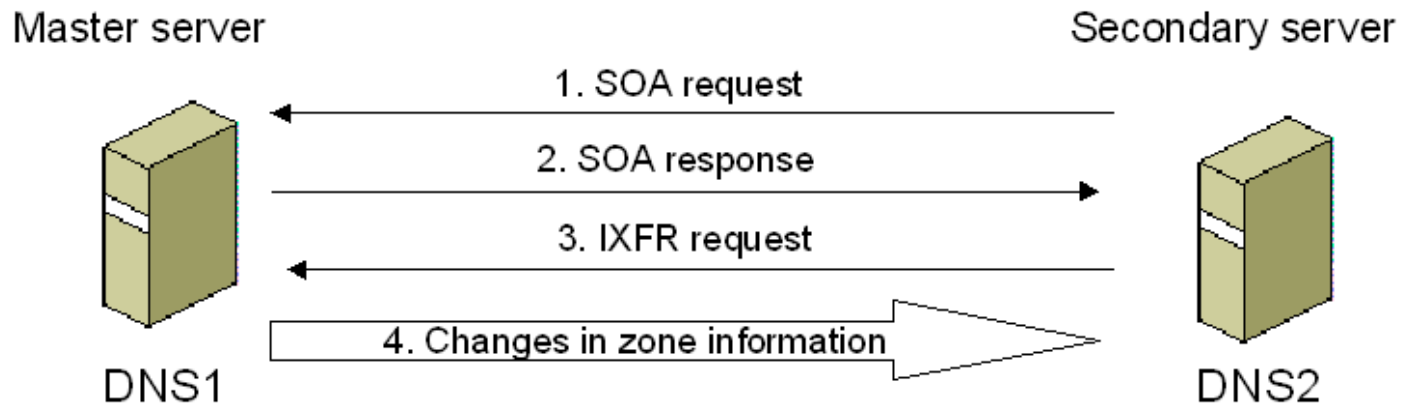 Master server
Secondary server
1. SOA request
2. SOA response
3. IXFR request
4. Changes in zone information
DNS1
DNS2